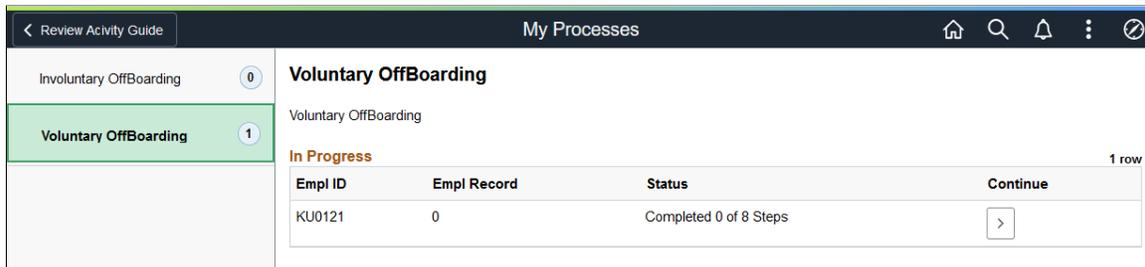 Review Acivity Guide
My Processes
Involuntary OffBoarding 0
Voluntary OffBoarding 1
Voluntary OffBoarding
Voluntary OffBoarding
In Progress
1 row
Empl ID Empl Record Status Continue
KU0121 0 Completed 0 of 8 Steps